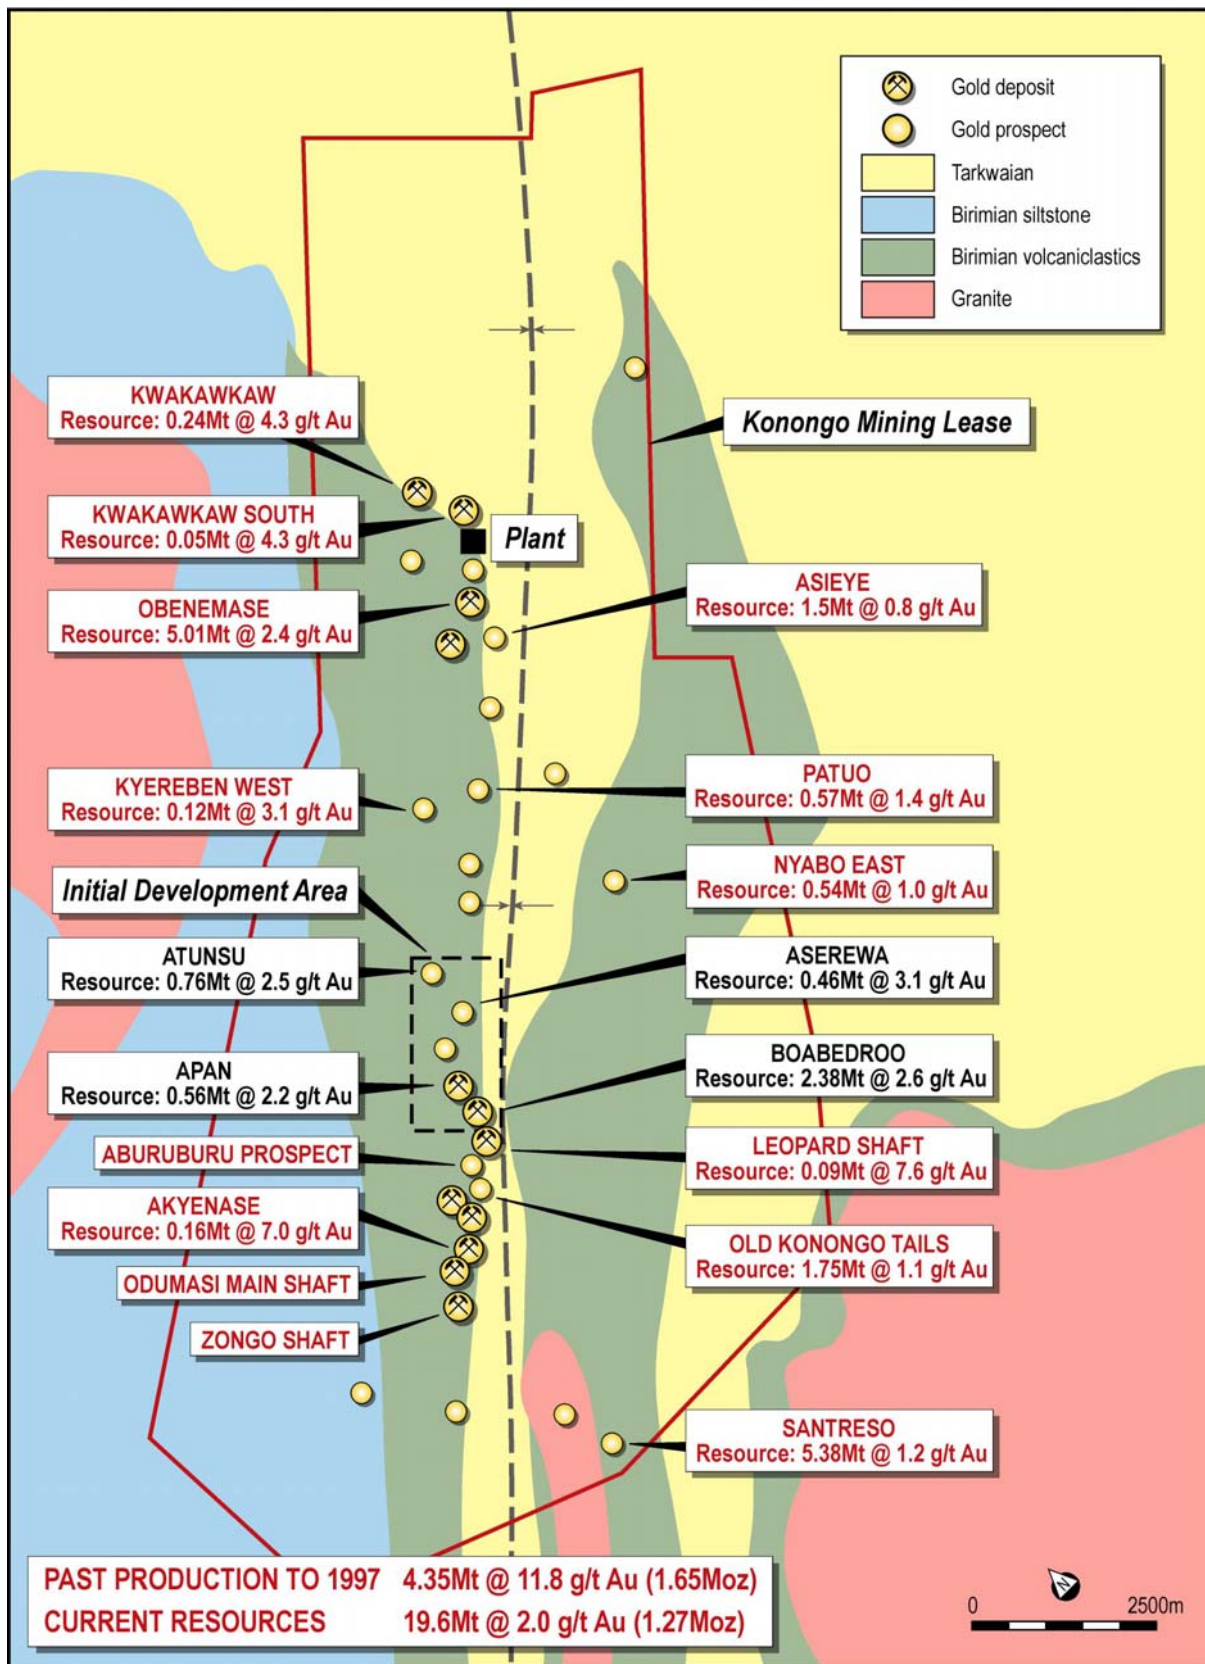 Gold deposit
Gold prospect
Tarkwaian
Birimian siltstone
Birimian volcaniclastics
Granite
KWAKAWKAW
Resource: 0.24Mt @ 4.3 g/t Au
Konongo Mining Lease
KWAKAWKAW SOUTH
Resource: 0.05Mt @ 4.3 g/t Au
Plant
OBENEMASE
Resource: 5.01Mt @ 2.4 g/t Au
ASIEYE
Resource: 1.5Mt @ 0.8 g/t Au
KYEREBEN WEST
Resource: 0.12Mt @ 3.1 g/t Au
PATUO
Resource: 0.57Mt @ 1.4 g/t Au
Initial Development Area
NYABO EAST
Resource: 0.54Mt @ 1.0 g/t Au
ATUNSU
Resource: 0.76Mt @ 2.5 g/t Au
ASEREWA
Resource: 0.46Mt @ 3.1 g/t Au
APAN
Resource: 0.56Mt @ 2.2 g/t Au
BOABEDROO
Resource: 2.38Mt @ 2.6 g/t Au
ABURUBURU PROSPECT
LEOPARD SHAFT
Resource: 0.09Mt @ 7.6 g/t Au
AKYENASE
Resource: 0.16Mt @ 7.0 g/t Au
OLD KONONGO TAILS
Resource: 1.75Mt @ 1.1 g/t Au
ODUMASI MAIN SHAFT
ZONGO SHAFT
SANTRESO
Resource: 5.38Mt @ 1.2 g/t Au
PAST PRODUCTION TO 1997 4.35Mt @ 11.8 g/t Au (1.65Moz)
CURRENT RESOURCES 19.6Mt @ 2.0 g/t Au (1.27Moz)
N
0 2500m